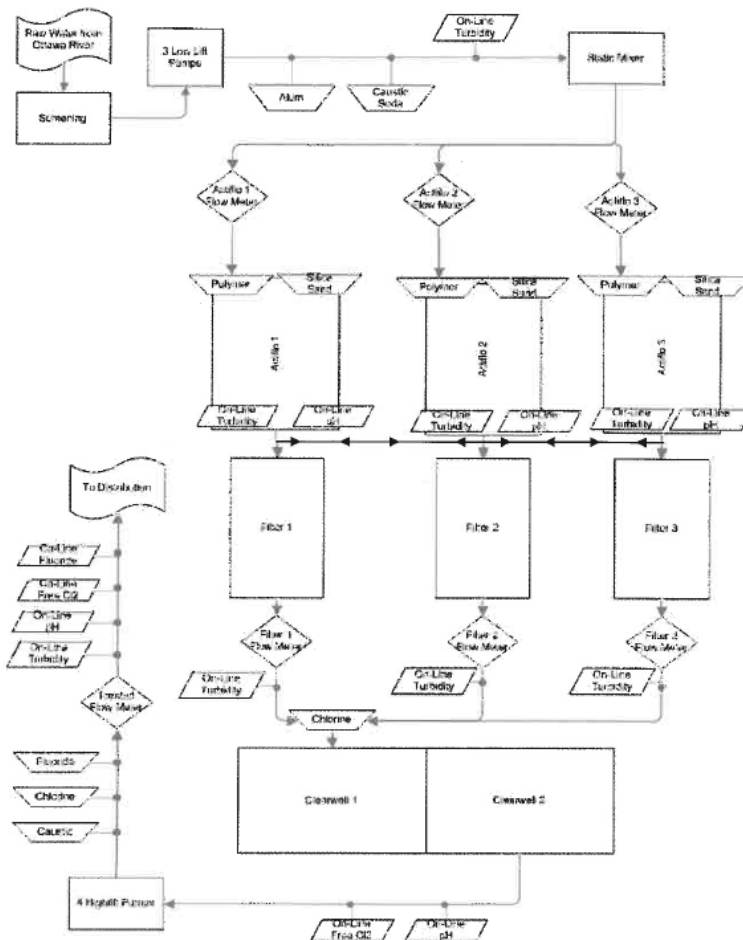 Raw Water from
Ottawa River
3 Low Lift
Pumps
On-Line
Turbidity
Static Mixer
Screening
Alum
Caustic
Soda
Actiflo 1
Flow Meter
Actiflo 2
Flow Meter
Actiflo 3
Flow Meter
Polymer
Silica
Sand
Polymer
Silica
Sand
Polymer
Silica
Sand
Actiflo 1
Actiflo 2
Actiflo 3
On-Line
Turbidity
On-Line
pH
On-Line
Turbidity
On-Line
pH
On-Line
Turbidity
On-Line
pH
To Distribution
Filter 1
Filter 2
Filter 3
On-Line
Fluoride
On-Line
Free Cl2
On-Line
pH
On-Line
Turbidity
Filter 1
Flow Meter
Filter 2
Flow Meter
Filter 3
Flow Meter
On-Line
Turbidity
On-Line
Turbidity
On-Line
Turbidity
Treated
Flow Meter
Chlorine
Fluoride
Chlorine
Caustic
Clearwell 1
Clearwell 2
4 Highlift Pumps
On-Line
Free Cl2
On-Line
pH